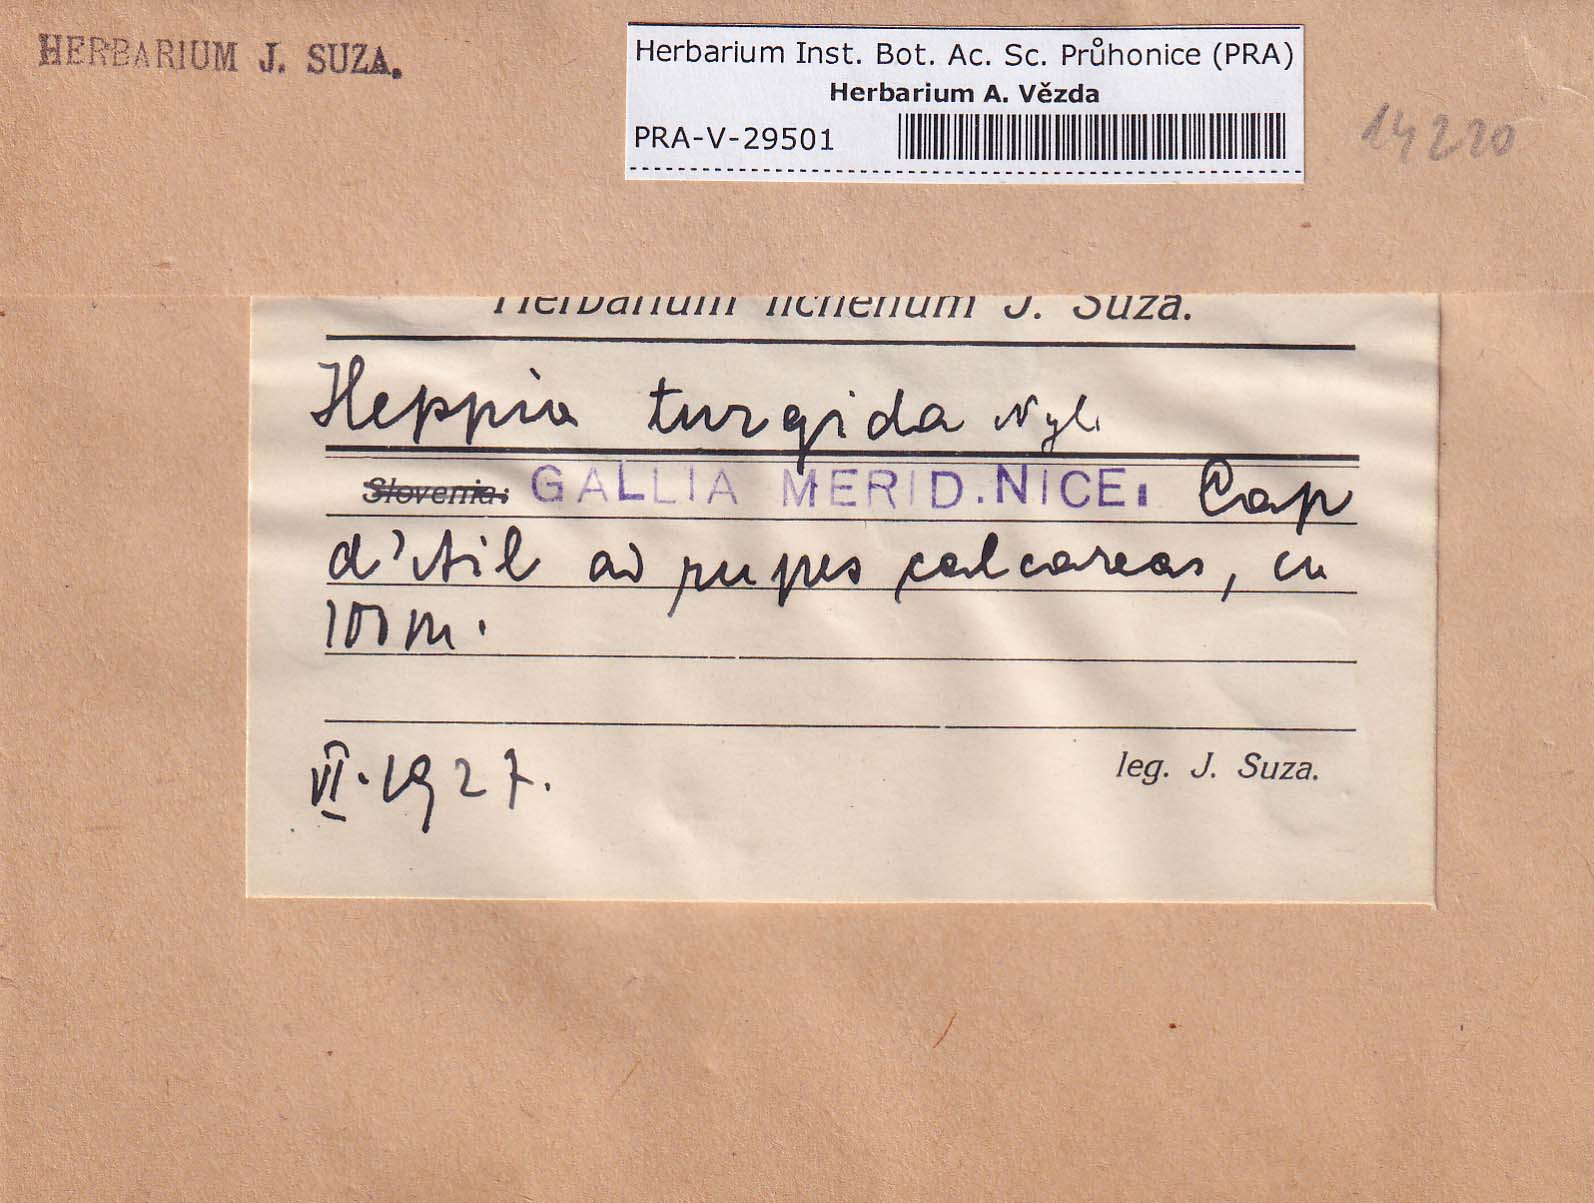 HERBARIUM J. SUZA.
Herbarium Inst. Bot. Ac. Sc. Průhonice (PRA)
Herbarium A. Vězda
PRA-V-29501
14220
Herbarium lichenum J. Suza.
Heppia turgida Nyl.
Slovenia: GALLIA MERID. NICE: Cap
d'Ail ad rupes calcareas, ca
100 m.
VI. 1927.
leg. J. Suza.